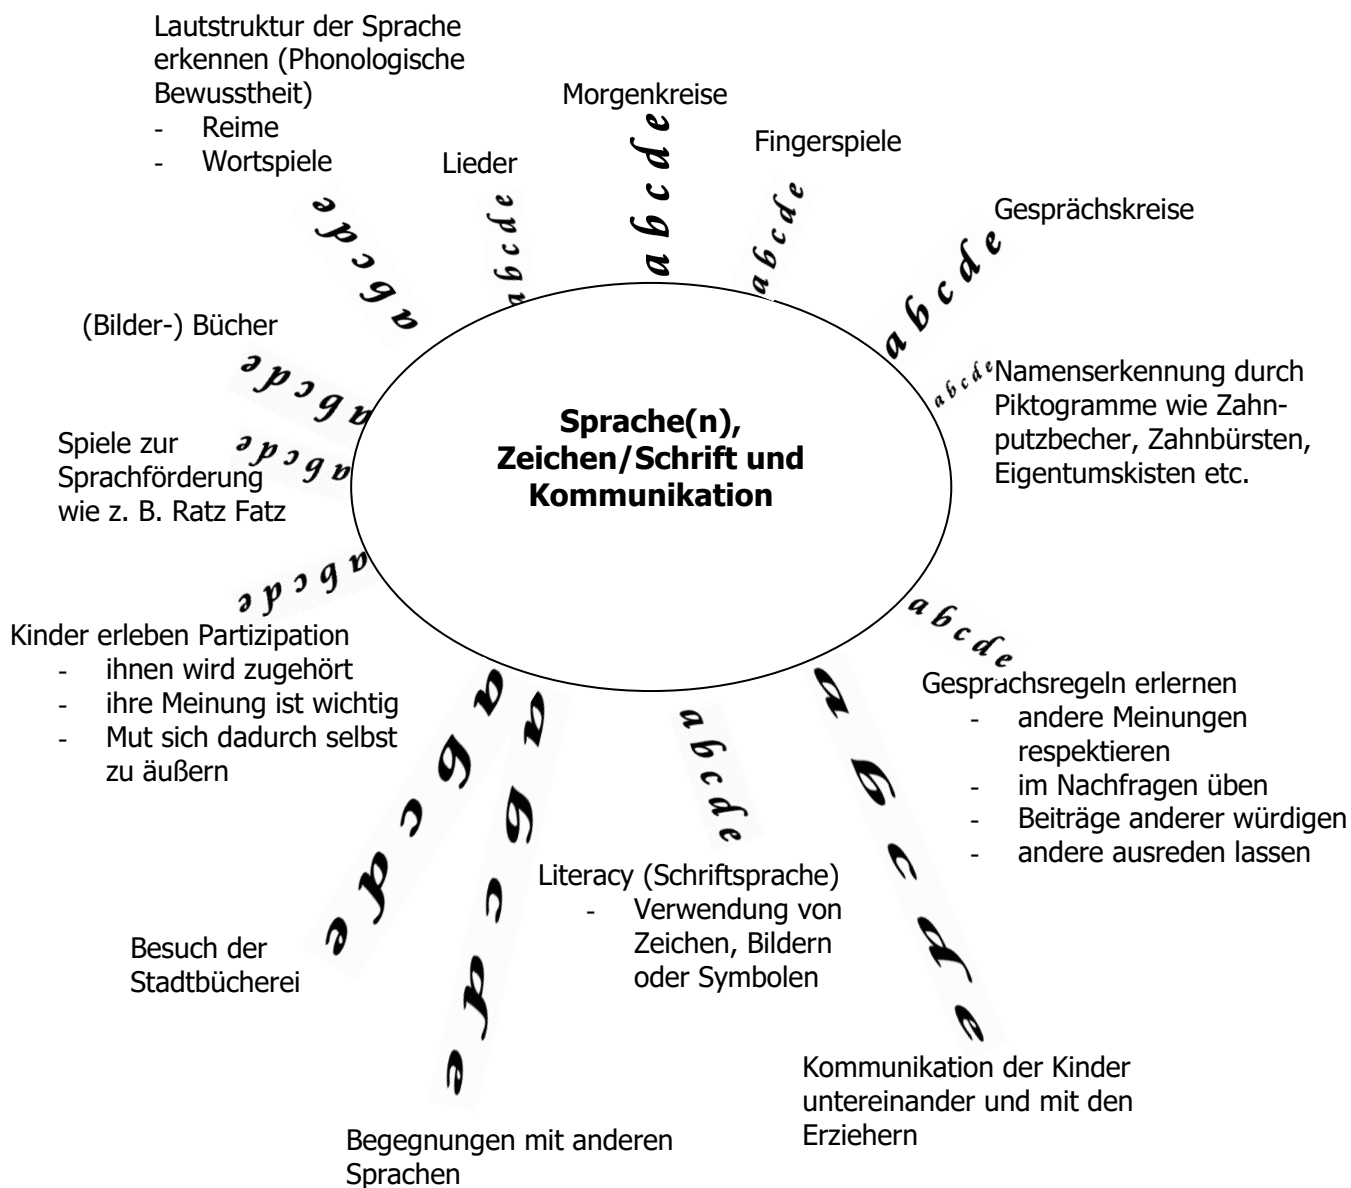 Lautstruktur der Sprache
erkennen (Phonologische
Bewusstheit)
- Reime
- Wortspiele
Lieder
Morgenkreise
Fingerspiele
Gesprächskreise
a b c d e
a b c d e
a b c d e
a b c d e
a b c d e
(Bilder-) Bücher
a b c d e
Spiele zur
Sprachförderung
wie z. B. Ratz Fatz
a b c d e
Sprache(n),
Zeichen/Schrift und
Kommunikation
a b c d e
Namenserkennung durch
Piktogramme wie Zahn-
putzbecher, Zahnbürsten,
Eigentumskisten etc.
a b c d e
Kinder erleben Partizipation
- ihnen wird zugehört
- ihre Meinung ist wichtig
- Mut sich dadurch selbst
zu äußern
a b c d e
Gesprächsregeln erlernen
- andere Meinungen
respektieren
- im Nachfragen üben
- Beiträge anderer würdigen
- andere ausreden lassen
a b c d e
Besuch der
Stadtbücherei
a b c d e
Begegnungen mit anderen
Sprachen
a b c d e
Literacy (Schriftsprache)
- Verwendung von
Zeichen, Bildern
oder Symbolen
a b c d e
Kommunikation der Kinder
untereinander und mit den
Erziehern